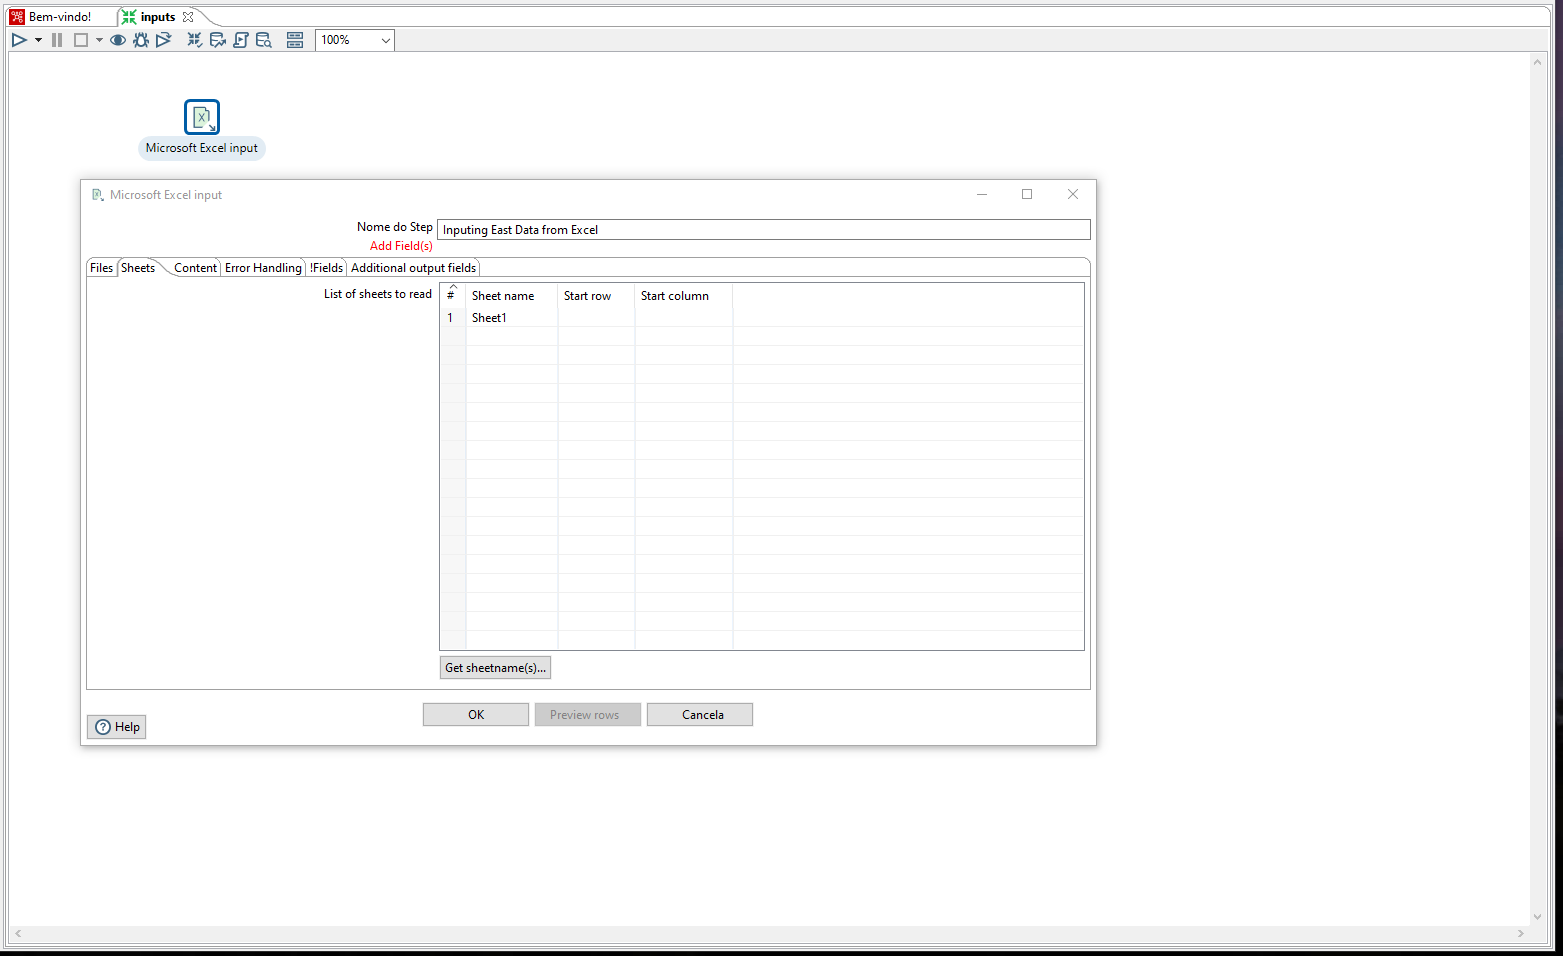 Bem-vindo! inputs
100%
Microsoft Excel input
Microsoft Excel input
Nome do Step Inputing East Data from Excel
Add Field(s)
Files Sheets Content Error Handling !Fields Additional output fields
List of sheets to read # Sheet name Start row Start column
1 Sheet1
Get sheetname(s)...
OK Preview rows Cancela
Help